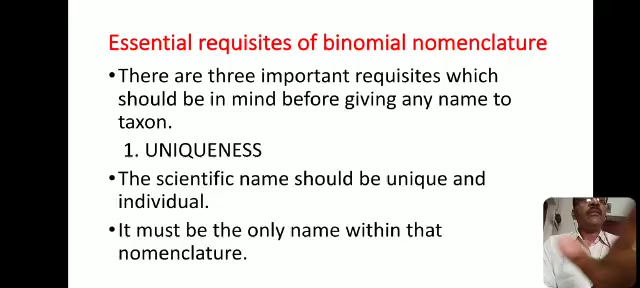 Essential requisites of binomial nomenclature
•There are three important requisites which
should be in mind before giving any name to
taxon.
1. UNIQUENESS
•The scientific name should be unique and
individual.
•It must be the only name within that
nomenclature.